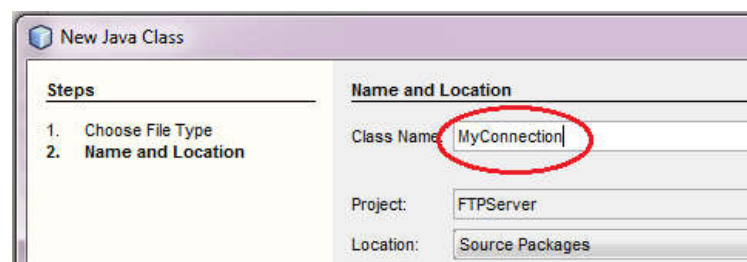 New Java Class
Steps
1. Choose File Type
2. Name and Location
Name and Location
Class Name: MyConnection
Project: FTPServer
Location: Source Packages